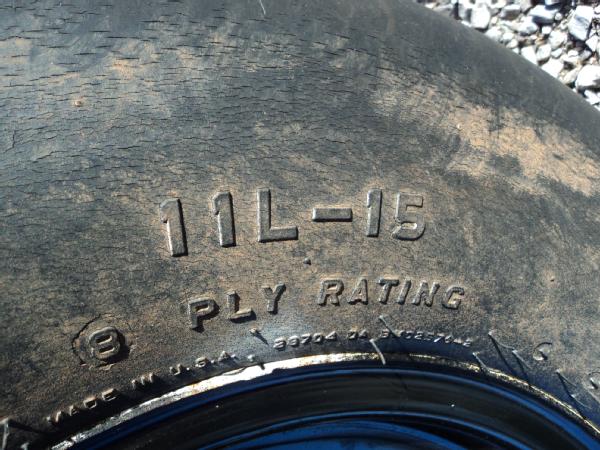 11L-15
8 PLY RATING
MADE IN U.S.A.